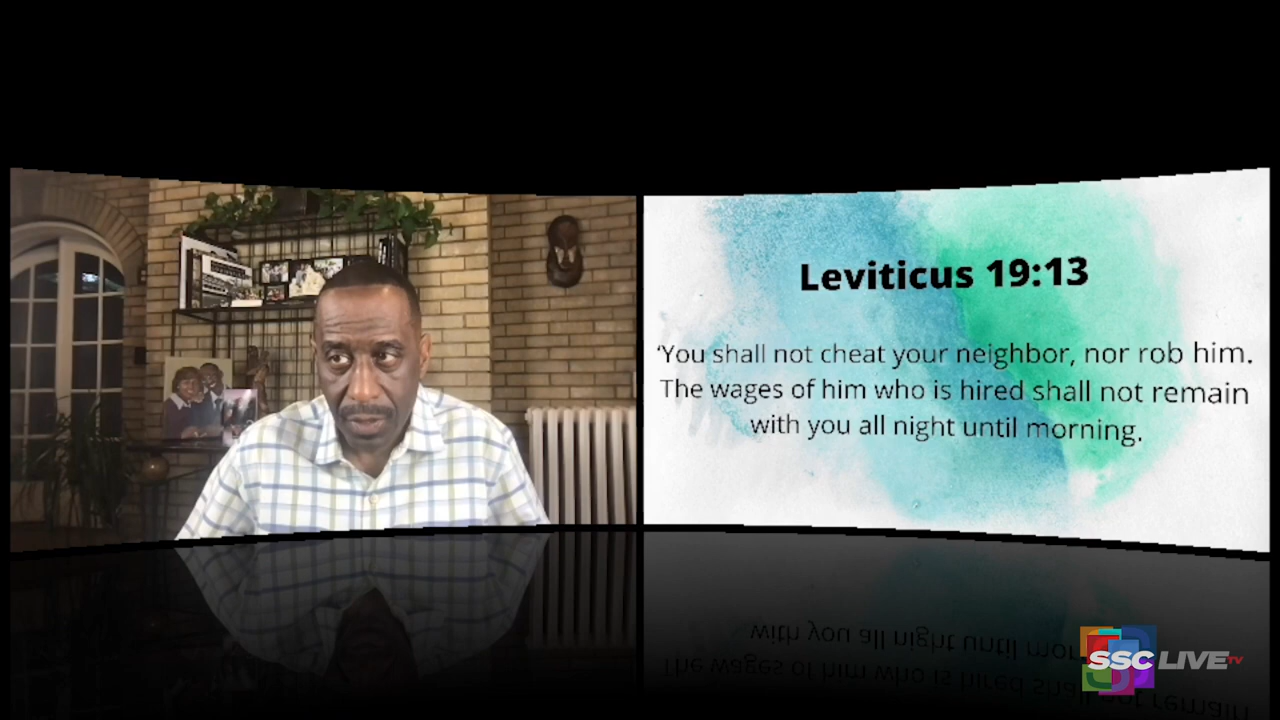 Leviticus 19:13
‘You shall not cheat your neighbor, nor rob him.
The wages of him who is hired shall not remain
with you all night until morning.
SSC LIVE TV